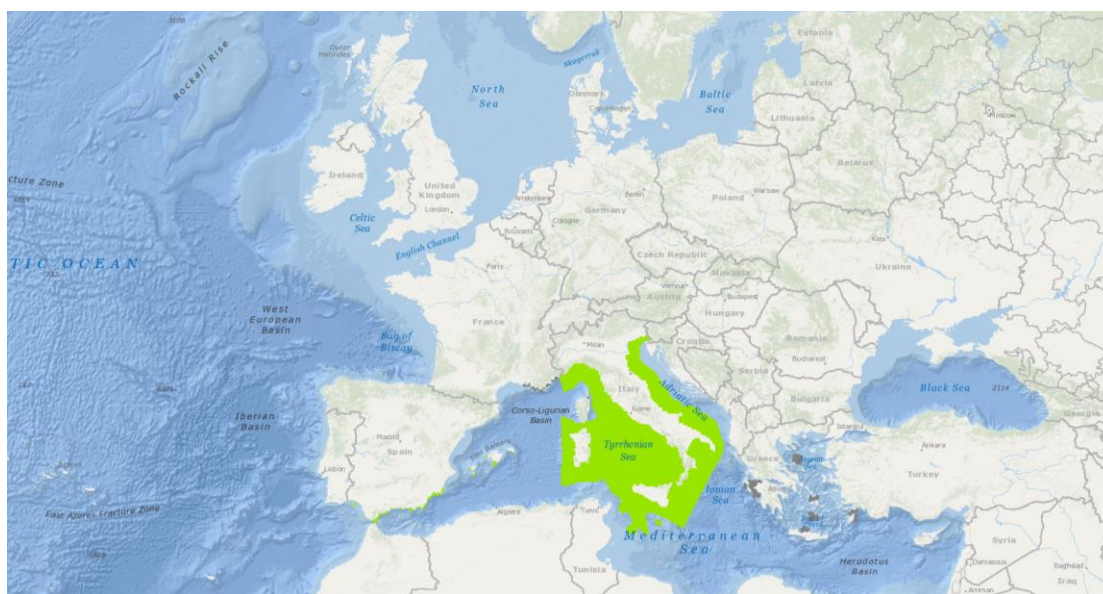 Rockall Rise
Outer
Hebrides
North
Sea
Skagerrak
Baltic
Sea
Estonia
Latvia
Lithuania
Moscow
Denmark
Copenhagen
Belarus
Ireland
United
Kingdom
London
Amsterdam
Berlin
Warsaw
Poland
Germany
Cologne
Brussels
cture Zone
Celtic
Sea
English Channel
TIC OCEAN
Paris
Czech Republic
Kiev
Ukraine
Slovakia
Vienna
Austria
Budapest
Hungary
West
European
Basin
France
Bay of
Biscay
Milan
Croatia
Romania
Bucharest
Serbia
Black Sea
2114
Bulgaria
Georgia
Italy
Adriatic Sea
Rome
Corso-Ligurian
Basin
Iberian
Basin
Madrid
Spain
Lisbon
Tyrrhenian
Sea
Istanbul
Ankara
Turkey
Greece
Athens
Ionian
Sea
East Azores Fracture Zone
Algiers
Tunis
Tunisia
Mediterranean
Sea
Herodotus
Basin
Syria
Damascus
Baghdad
Iraq
Amman